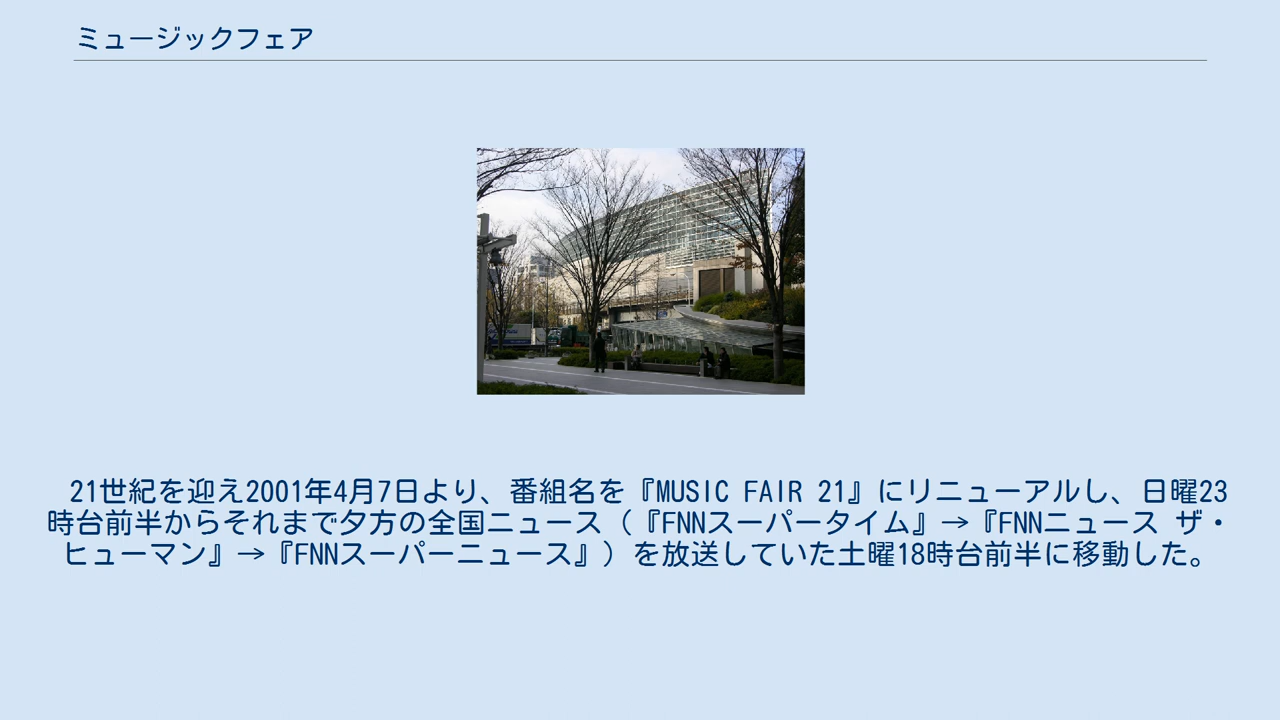 ミュージックフェア
21世紀を迎え2001年4月7日より、番組名を『MUSIC FAIR 21』にリニューアルし、日曜23
時台前半からそれまで夕方の全国ニュース（『FNNスーパータイム』→『FNNニュース ザ・
ヒューマン』→『FNNスーパーニュース』）を放送していた土曜18時台前半に移動した。